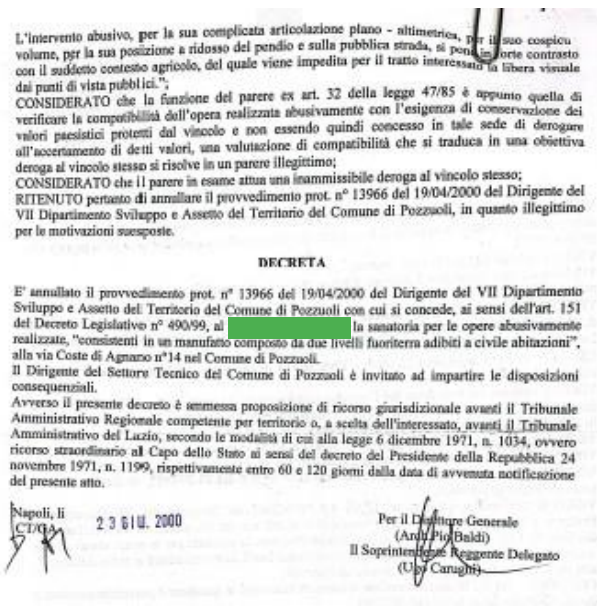 L'intervento abusivo, per la sua complicata articolazione plano - altimetrica, per il suo cospicu
volume, per la sua posizione a ridosso del pendio e sulla pubblica strada, si pone in forte contrasto
con il suddetto contesto agricolo, del quale viene impedita per il tratto interessato la libera visuale
dai punti di vista pubblici.";
CONSIDERATO che la funzione del parere ex art. 32 della legge 47/85 è appunto quella di
verificare la compatibilità dell'opera realizzata abusivamente con l'esigenza di conservazione dei
valori paesistici protetti dal vincolo e non essendo quindi concesso in tale sede di derogare
all'accertamento di detti valori, una valutazione di compatibilità che si traduca in una obiettiva
deroga al vincolo stesso si risolve in un parere illegittimo;
CONSIDERATO che il parere in esame attua una inammissibile deroga al vincolo stesso;
RITENUTO pertanto di annullare il provvedimento prot. n° 13966 del 19/04/2000 del Dirigente del
VII Dipartimento Sviluppo e Assetto del Territorio del Comune di Pozzuoli, in quanto illegittimo
per le motivazioni suesposte.
DECRETA
E' annullato il provvedimento prot. n° 13966 del 19/04/2000 del Dirigente del VII Dipartimento
Sviluppo e Assetto del Territorio del Comune di Pozzuoli con cui si concede, ai sensi dell'art. 151
del Decreto Legislativo n° 490/99, al la sanatoria per le opere abusivamente
realizzate, "consistenti in un manufatto composto da due livelli fuoriterra adibiti a civile abitazioni",
alla via Coste di Agnano n°14 nel Comune di Pozzuoli.
Il Dirigente del Settore Tecnico del Comune di Pozzuoli è invitato ad impartire le disposizioni
consequenziali.
Avverso il presente decreto è ammessa proposizione di ricorso giurisdizionale avanti il Tribunale
Amministrativo Regionale competente per territorio o, a scelta dell'interessato, avanti il Tribunale
Amministrativo del Lazio, secondo le modalità di cui alla legge 6 dicembre 1971, n. 1034, ovvero
ricorso straordinario al Capo dello Stato ai sensi del decreto del Presidente della Repubblica 24
novembre 1971, n. 1199, rispettivamente entro 60 e 120 giorni dalla data di avvenuta notificazione
del presente atto.
Napoli, li 23 GIU. 2000
CT/GA
Per il Direttore Generale
(Arch. Pio Baldi)
Il Soprintendente Reggente Delegato
(Ugo Carughi)